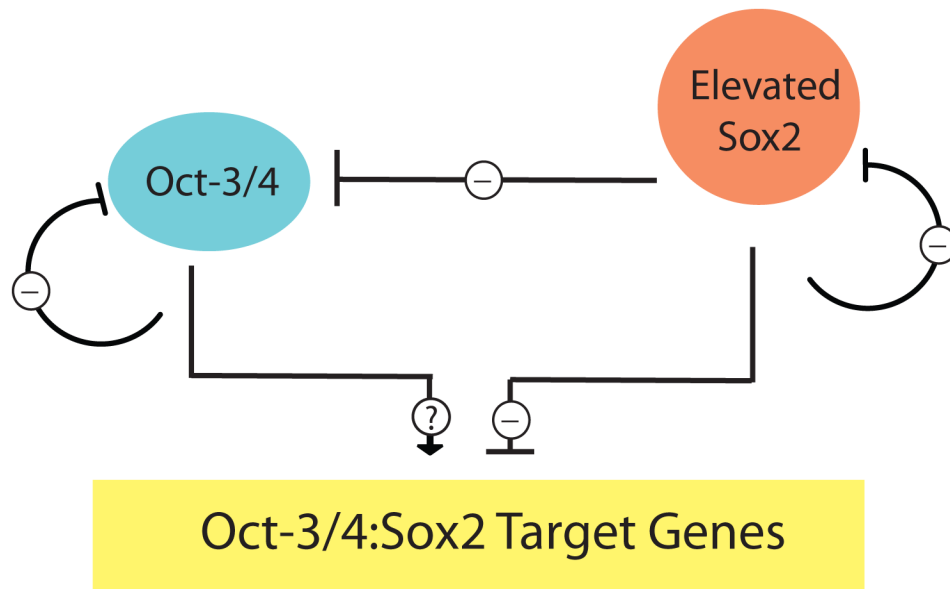 Elevated
Sox2
Oct-3/4
−
−
−
?
−
Oct-3/4:Sox2 Target Genes